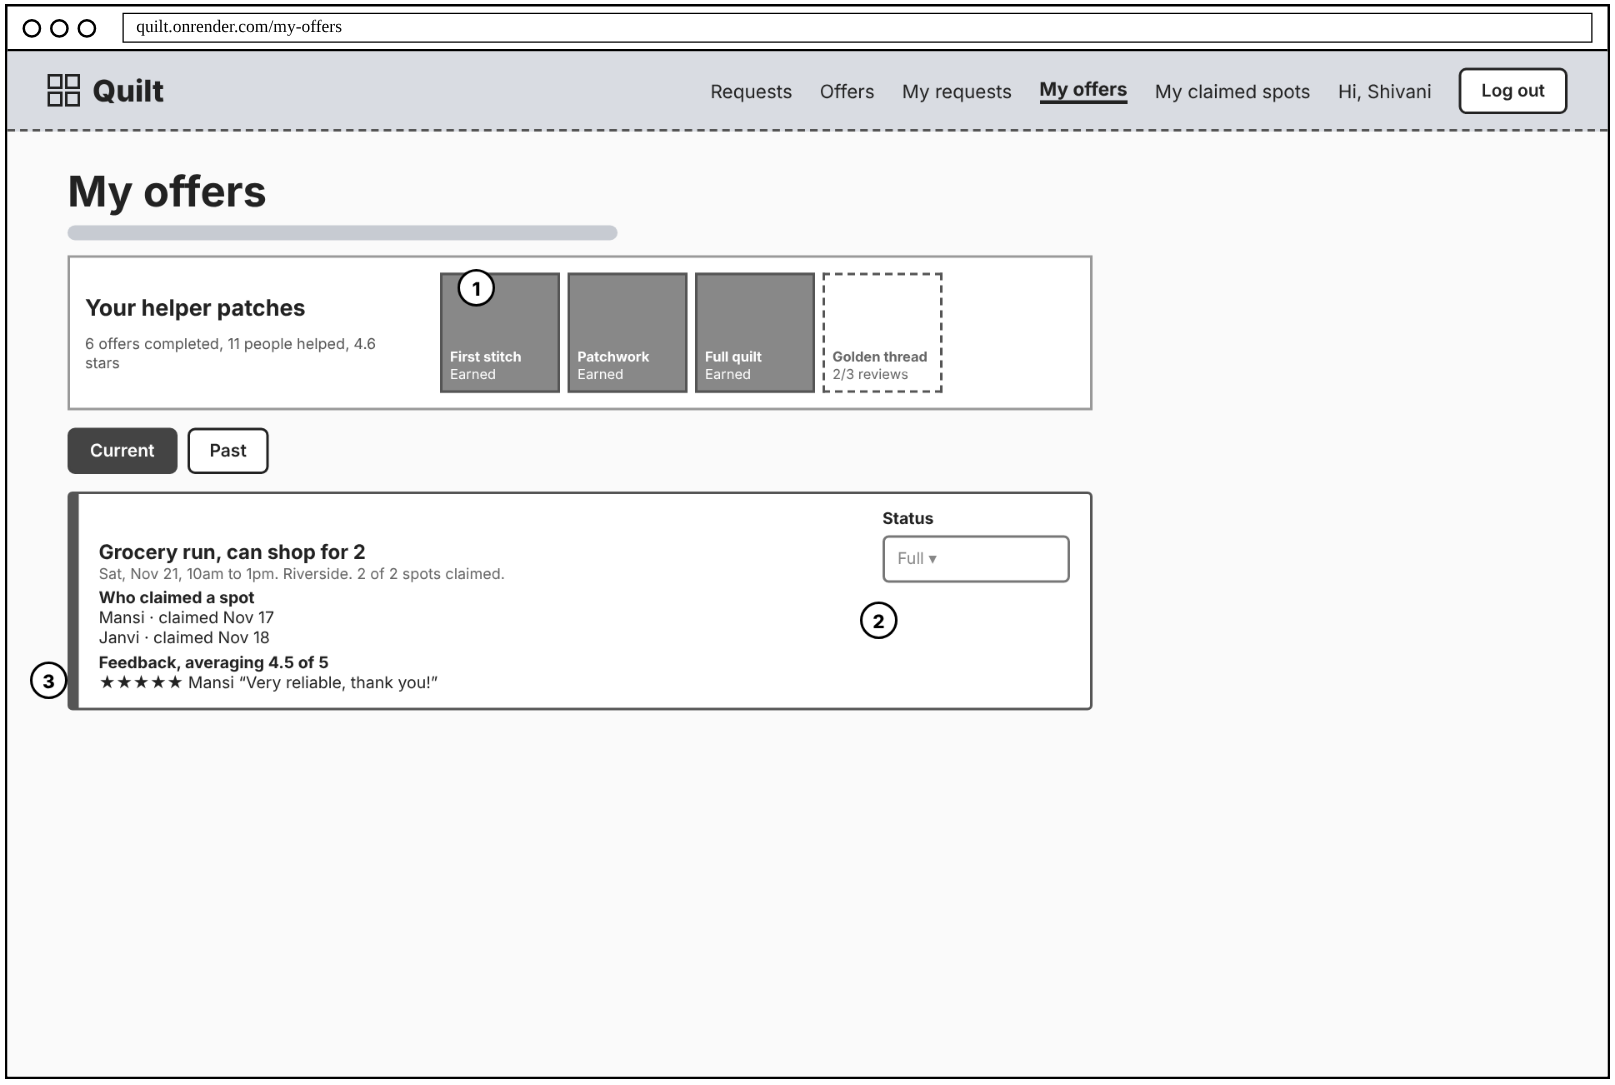 quilt.onrender.com/my-offers
Quilt
Requests Offers My requests My offers My claimed spots Hi, Shivani Log out
My offers
Your helper patches
6 offers completed, 11 people helped, 4.6
stars
1
First stitch
Earned
Patchwork
Earned
Full quilt
Earned
Golden thread
2/3 reviews
Current Past
Status
Full ▾
Grocery run, can shop for 2
Sat, Nov 21, 10am to 1pm. Riverside. 2 of 2 spots claimed.
Who claimed a spot
Mansi · claimed Nov 17
2
Janvi · claimed Nov 18
Feedback, averaging 4.5 of 5
3
★★★★★ Mansi “Very reliable, thank you!”